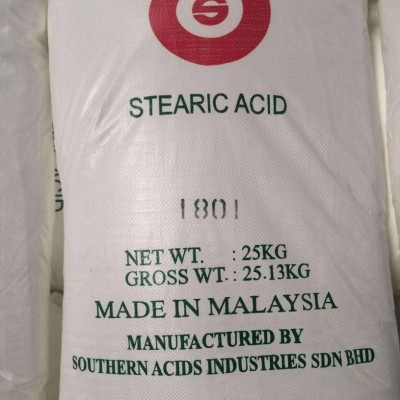 S
STEARIC ACID
1801
NET WT. : 25KG
GROSS WT. : 25.13KG
MADE IN MALAYSIA
MANUFACTURED BY
SOUTHERN ACIDS INDUSTRIES SDN BHD